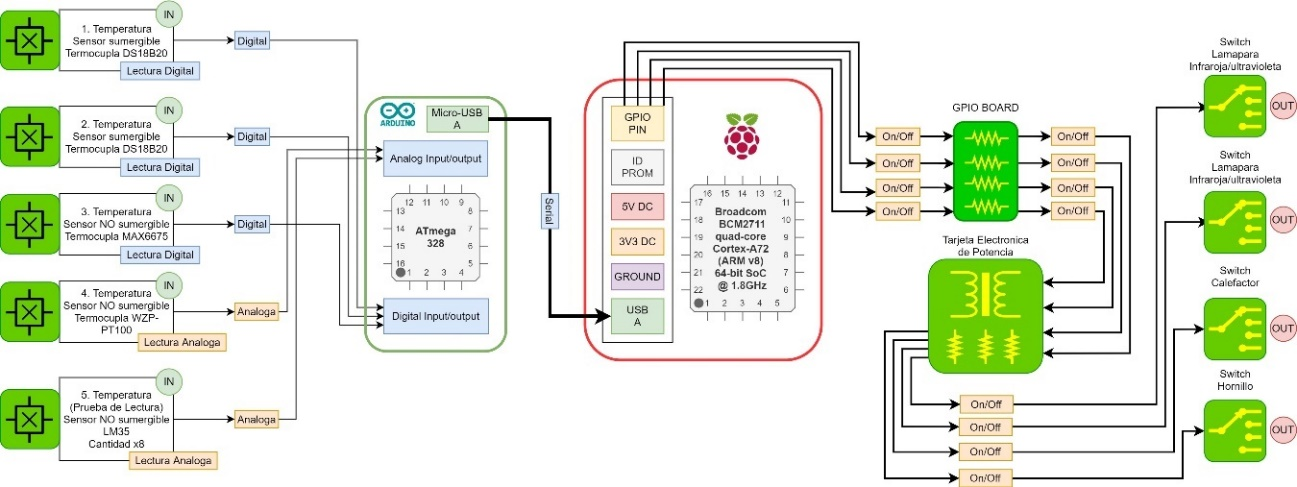 1. Temperatura
Sensor sumergible
Termocupla DS18B20
IN
Lectura Digital
Digital
2. Temperatura
Sensor sumergible
Termocupla DS18B20
IN
Lectura Digital
Digital
3. Temperatura
Sensor NO sumergible
Termocupla MAX6675
IN
Lectura Digital
Digital
4. Temperatura
Sensor NO sumergible
Termocupla WZP-
PT100
IN
Lectura Analoga
Analoga
5. Temperatura
(Prueba de Lectura)
Sensor NO sumergible
LM35
Cantidad x8
IN
Lectura Analoga
Analoga
ARDUINO
Micro-USB
A
Analog Input/output
12 11 10 9
13
14
15
16
8
7
6
5
ATmega
328
1 2 3 4
Digital Input/output
Serial
GPIO
PIN
ID
PROM
5V DC
3V3 DC
GROUND
USB
A
16 15 14 13 12
17
18
19
20
21
22
11
10
9
8
7
6
Broadcom
BCM2711
quad-core
Cortex-A72
(ARM v8)
64-bit SoC
@ 1.8GHz
1 2 3 4 5
On/Off
On/Off
On/Off
On/Off
GPIO BOARD
On/Off
On/Off
On/Off
On/Off
Tarjeta Electronica
de Potencia
On/Off
On/Off
On/Off
On/Off
Switch
Lamapara
Infraroja/ultravioleta
OUT
Switch
Lamapara
Infraroja/ultravioleta
OUT
Switch
Calefactor
OUT
Switch
Hornillo
OUT